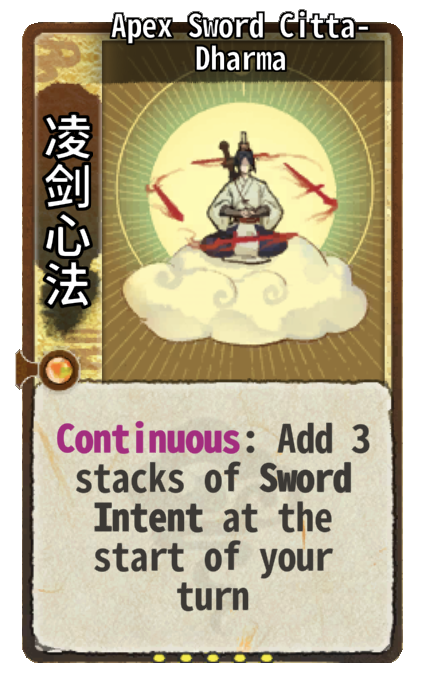 Apex Sword Citta-
Dharma
凌剑心法
Continuous: Add 3
stacks of Sword
Intent at the
start of your
turn